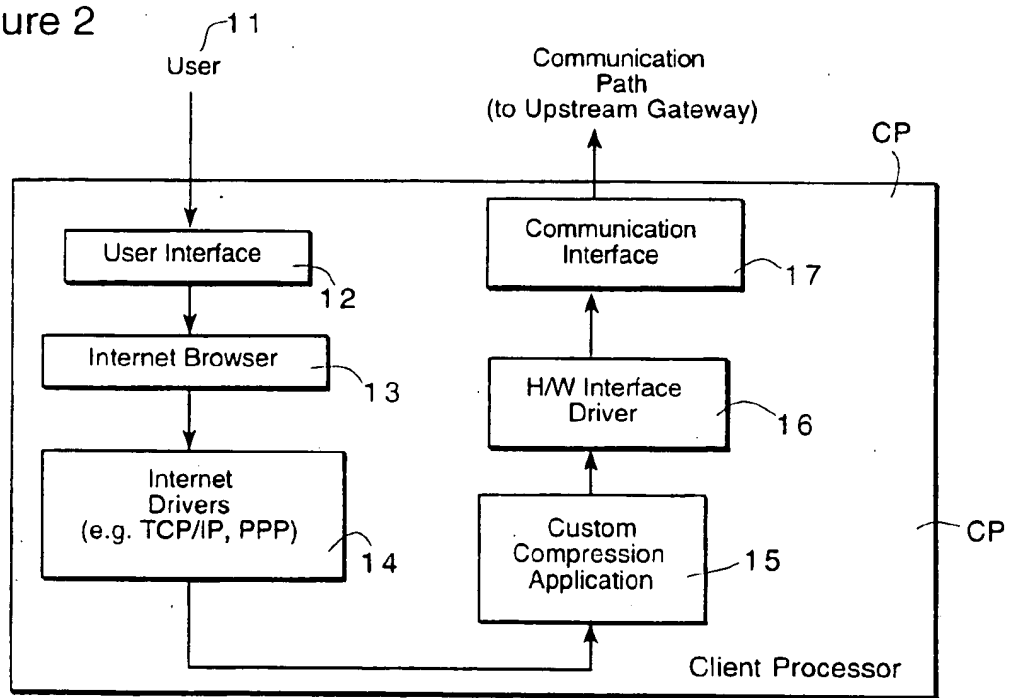 ure 2
11
User
Communication
Path
(to Upstream Gateway)
CP
User Interface
12
Internet Browser
13
Internet
Drivers
(e.g. TCP/IP, PPP)
14
Communication
Interface
17
H/W Interface
Driver
16
Custom
Compression
Application
15
CP
Client Processor